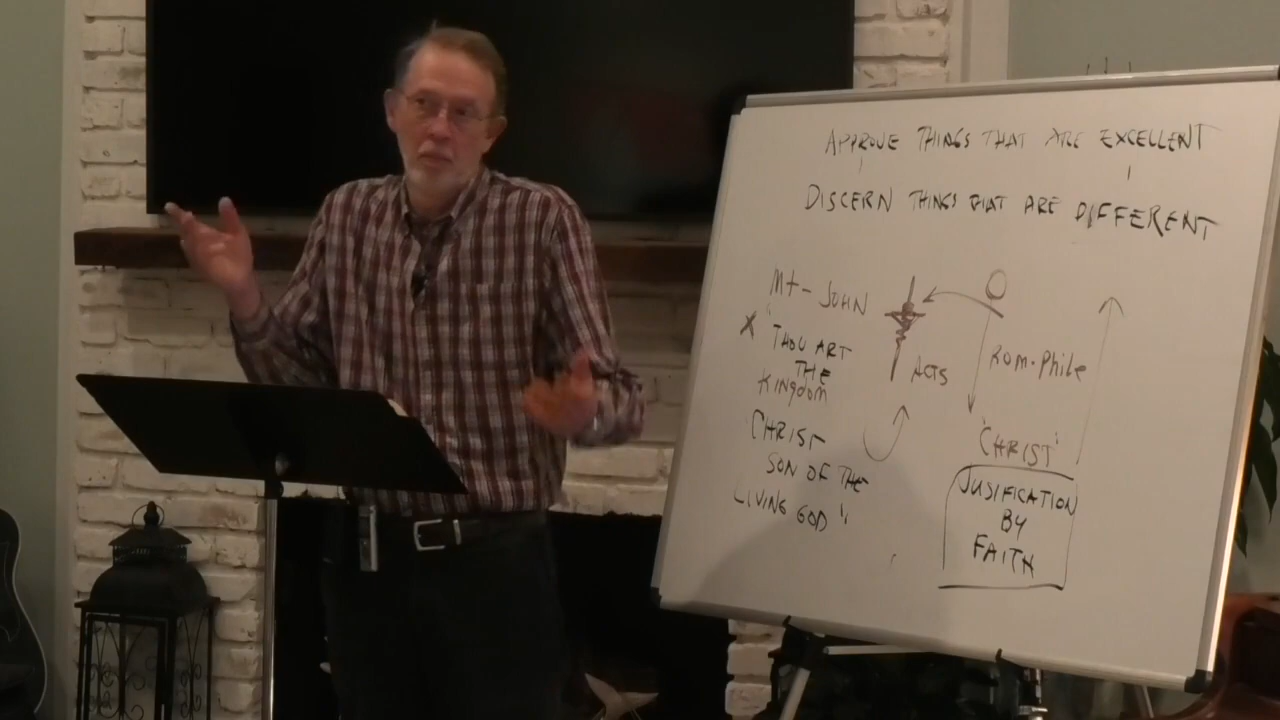 APPROVE THINGS THAT ARE EXCELLENT
DISCERN THINGS THAT ARE DIFFERENT
Mt - JOHN
X "THOU ART
THE
KINGDOM
CHRIST
SON OF THE
LIVING GOD"
ACTS
ROM. Phile
'CHRIST'
JUSIFICATION
BY
FAITH